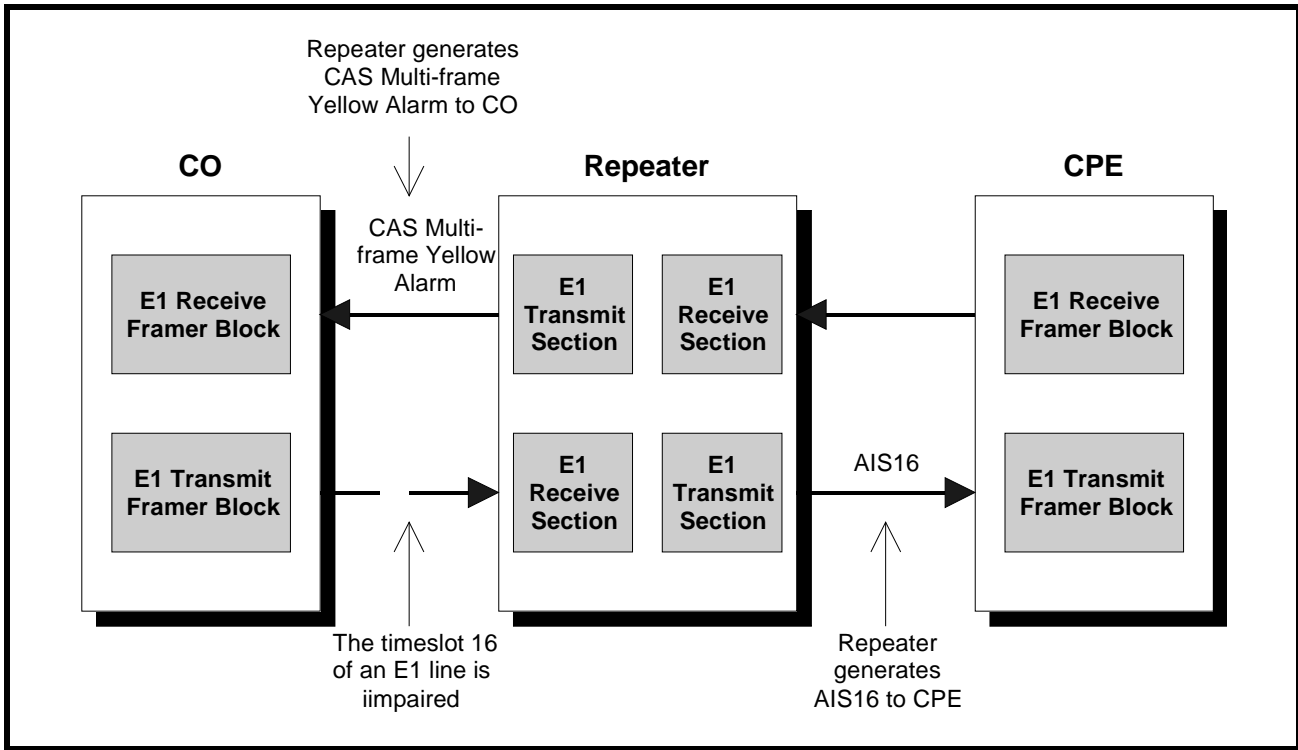 Repeater generates
CAS Multi-frame
Yellow Alarm to CO
CO
Repeater
CPE
CAS Multi-
frame Yellow
Alarm
E1 Receive
Framer Block
E1
Transmit
Section
E1
Receive
Section
E1 Receive
Framer Block
E1 Transmit
Framer Block
E1
Receive
Section
E1
Transmit
Section
AIS16
E1 Transmit
Framer Block
The timeslot 16
of an E1 line is
iimpaired
Repeater
generates
AIS16 to CPE